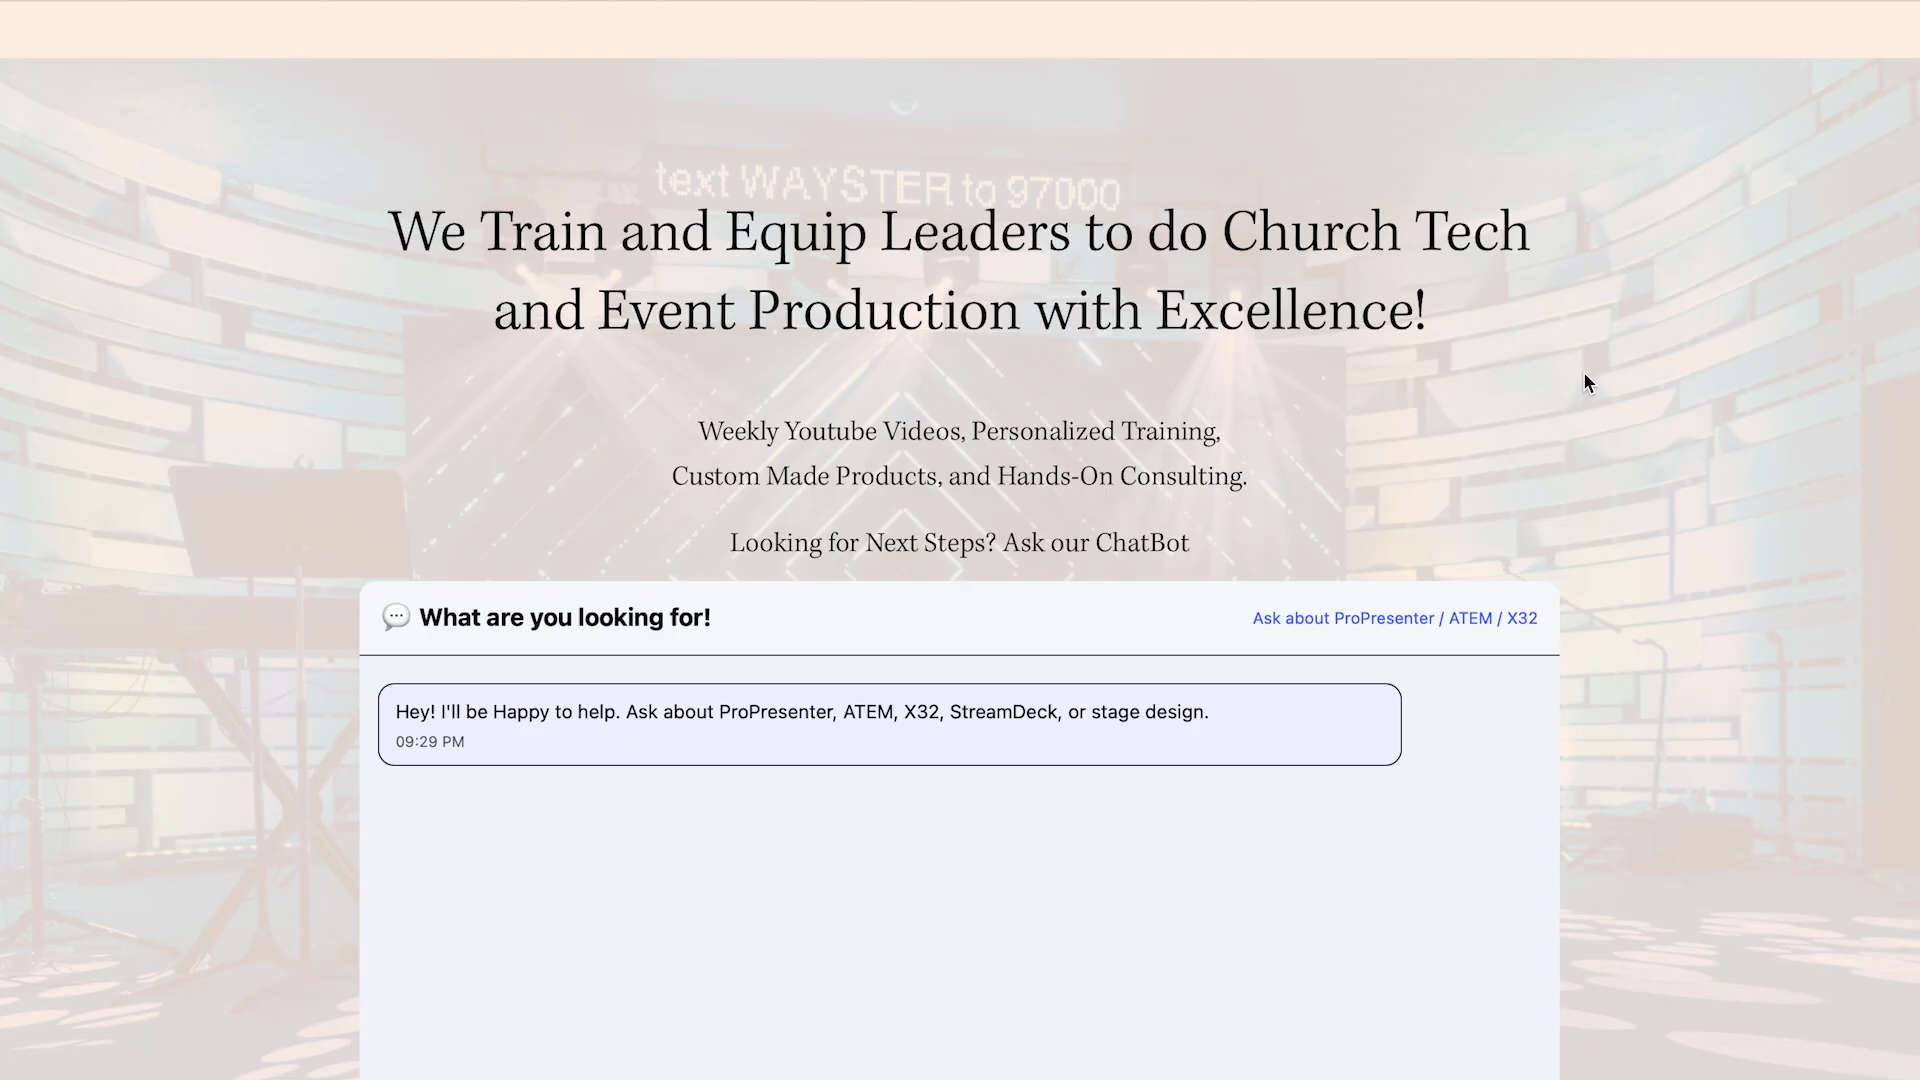 text WAYSTER to 97000
We Train and Equip Leaders to do Church Tech
and Event Production with Excellence!
Weekly Youtube Videos, Personalized Training,
Custom Made Products, and Hands-On Consulting.
Looking for Next Steps? Ask our ChatBot
💬 What are you looking for!
Ask about ProPresenter / ATEM / X32
Hey! I'll be Happy to help. Ask about ProPresenter, ATEM, X32, StreamDeck, or stage design.
09:29 PM